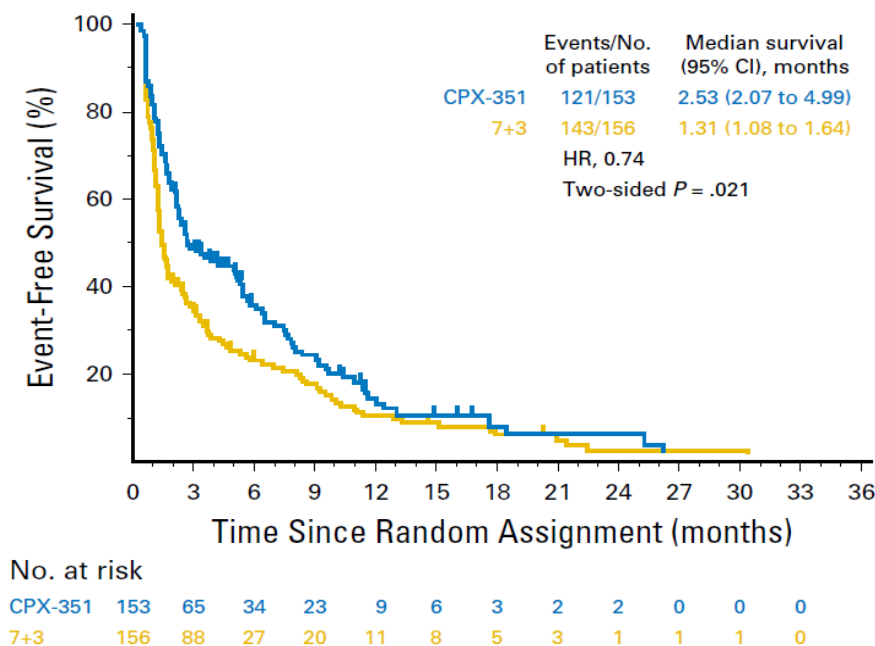 Events/No. of patients Median survival (95% CI), months
CPX-351 121/153 2.53 (2.07 to 4.99)
7+3 143/156 1.31 (1.08 to 1.64)
HR, 0.74
Two-sided P = .021
Event-Free Survival (%)
100
80
60
40
20
0 3 6 9 12 15 18 21 24 27 30 33 36
Time Since Random Assignment (months)
No. at risk
CPX-351 153 65 34 23 9 6 3 2 2 0 0 0
7+3 156 88 27 20 11 8 5 3 1 1 1 0